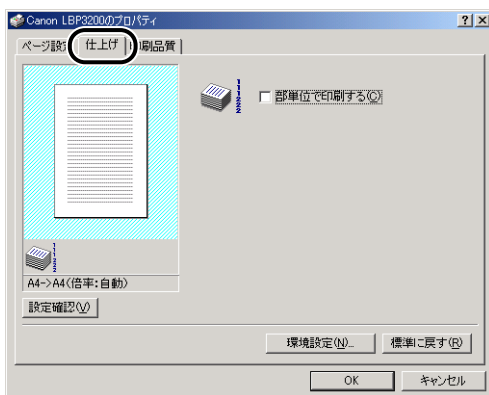 Canon LBP3200のプロパティ
ページ設定 仕上げ 印刷品質
部単位で印刷する(C)
A4->A4(倍率:自動)
設定確認(V)
環境設定(N)... 標準に戻す(R)
OK キャンセル